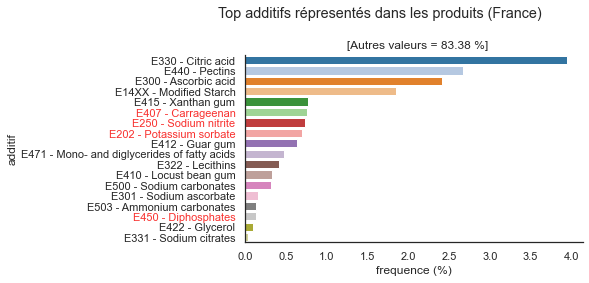 Top additifs répresentés dans les produits (France)
[Autres valeurs = 83.38 %]
E330 - Citric acid
E440 - Pectins
E300 - Ascorbic acid
E14XX - Modified Starch
E415 - Xanthan gum
E407 - Carrageenan
E250 - Sodium nitrite
E202 - Potassium sorbate
E412 - Guar gum
E471 - Mono- and diglycerides of fatty acids
E322 - Lecithins
E410 - Locust bean gum
E500 - Sodium carbonates
E301 - Sodium ascorbate
E503 - Ammonium carbonates
E450 - Diphosphates
E422 - Glycerol
E331 - Sodium citrates
additif
0.0 0.5 1.0 1.5 2.0 2.5 3.0 3.5 4.0
frequence (%)